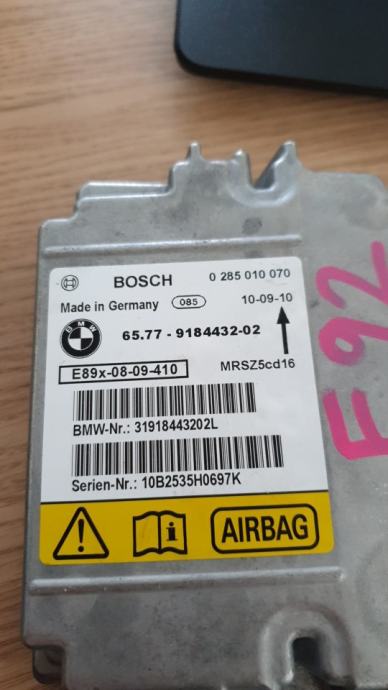 BOSCH 0 285 010 070
Made in Germany 085 10-09-10
BMW
65.77 - 9184432-02
E89x-08-09-410 MRSZ5cd16
BMW-Nr.: 31918443202L
Serien-Nr.: 10B2535H0697K
AIRBAG
E92